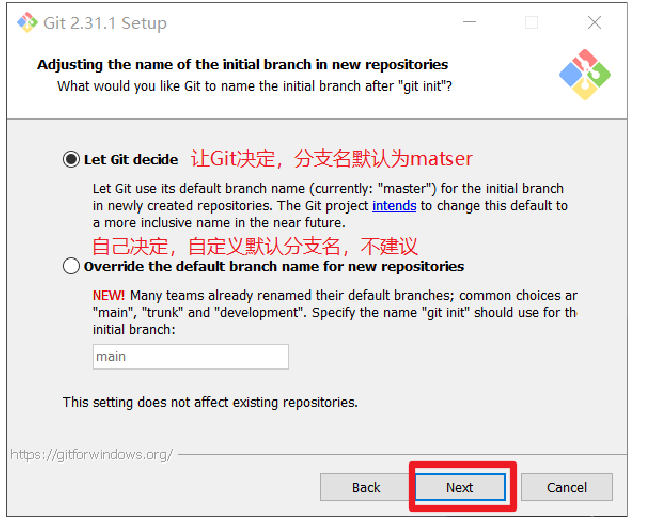 Git 2.31.1 Setup
Adjusting the name of the initial branch in new repositories
What would you like Git to name the initial branch after "git init"?
Let Git decide 让Git决定，分支名默认为matser
Let Git use its default branch name (currently: "master") for the initial branch
in newly created repositories. The Git project intends to change this default to
a more inclusive name in the near future.
自己决定，自定义默认分支名，不建议
Override the default branch name for new repositories
NEW! Many teams already renamed their default branches; common choices ar
"main", "trunk" and "development". Specify the name "git init" should use for the
initial branch:
main
This setting does not affect existing repositories.
https://gitforwindows.org/
Back Next Cancel